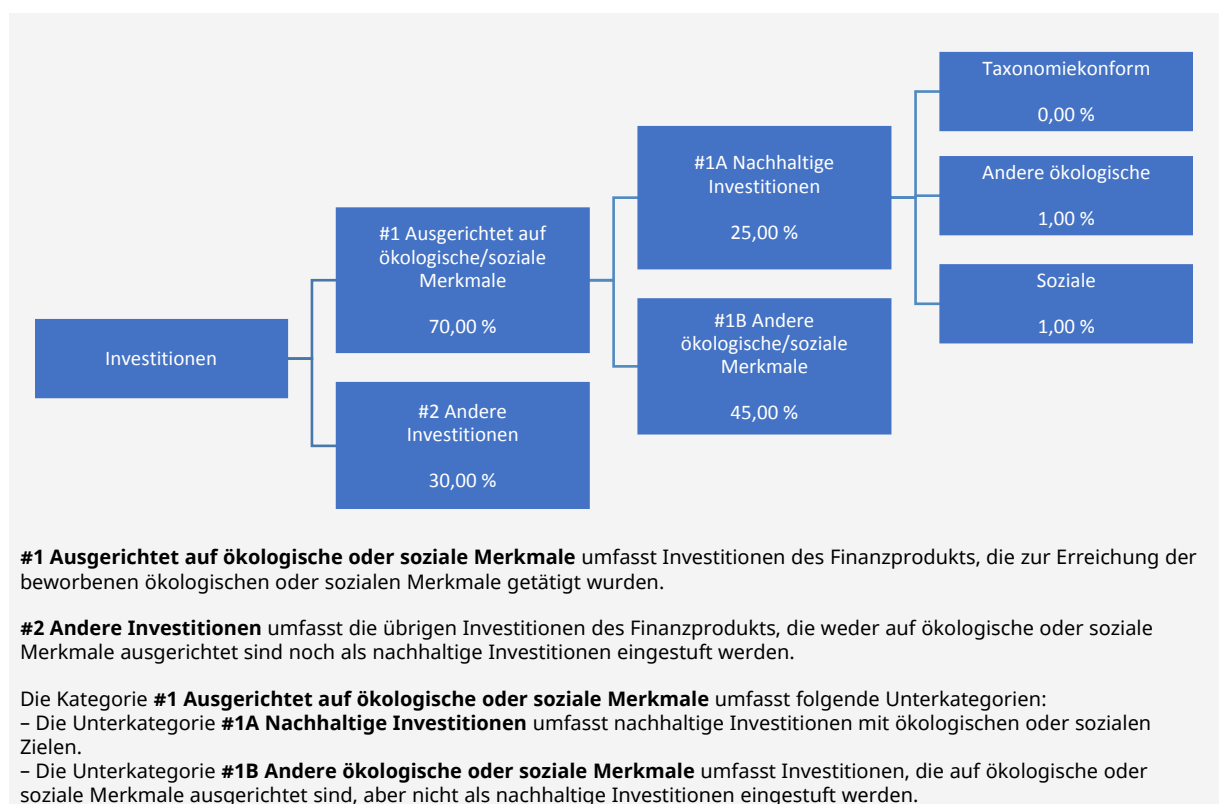 Investitionen
#1 Ausgerichtet auf
ökologische/soziale
Merkmale
70,00 %
#2 Andere
Investitionen
30,00 %
#1A Nachhaltige
Investitionen
25,00 %
#1B Andere
ökologische/soziale
Merkmale
45,00 %
Taxonomiekonform
0,00 %
Andere ökologische
1,00 %
Soziale
1,00 %
#1 Ausgerichtet auf ökologische oder soziale Merkmale umfasst Investitionen des Finanzprodukts, die zur Erreichung der
beworbenen ökologischen oder sozialen Merkmale getätigt wurden.
#2 Andere Investitionen umfasst die übrigen Investitionen des Finanzprodukts, die weder auf ökologische oder soziale
Merkmale ausgerichtet sind noch als nachhaltige Investitionen eingestuft werden.
Die Kategorie #1 Ausgerichtet auf ökologische oder soziale Merkmale umfasst folgende Unterkategorien:
– Die Unterkategorie #1A Nachhaltige Investitionen umfasst nachhaltige Investitionen mit ökologischen oder sozialen
Zielen.
– Die Unterkategorie #1B Andere ökologische oder soziale Merkmale umfasst Investitionen, die auf ökologische oder
soziale Merkmale ausgerichtet sind, aber nicht als nachhaltige Investitionen eingestuft werden.